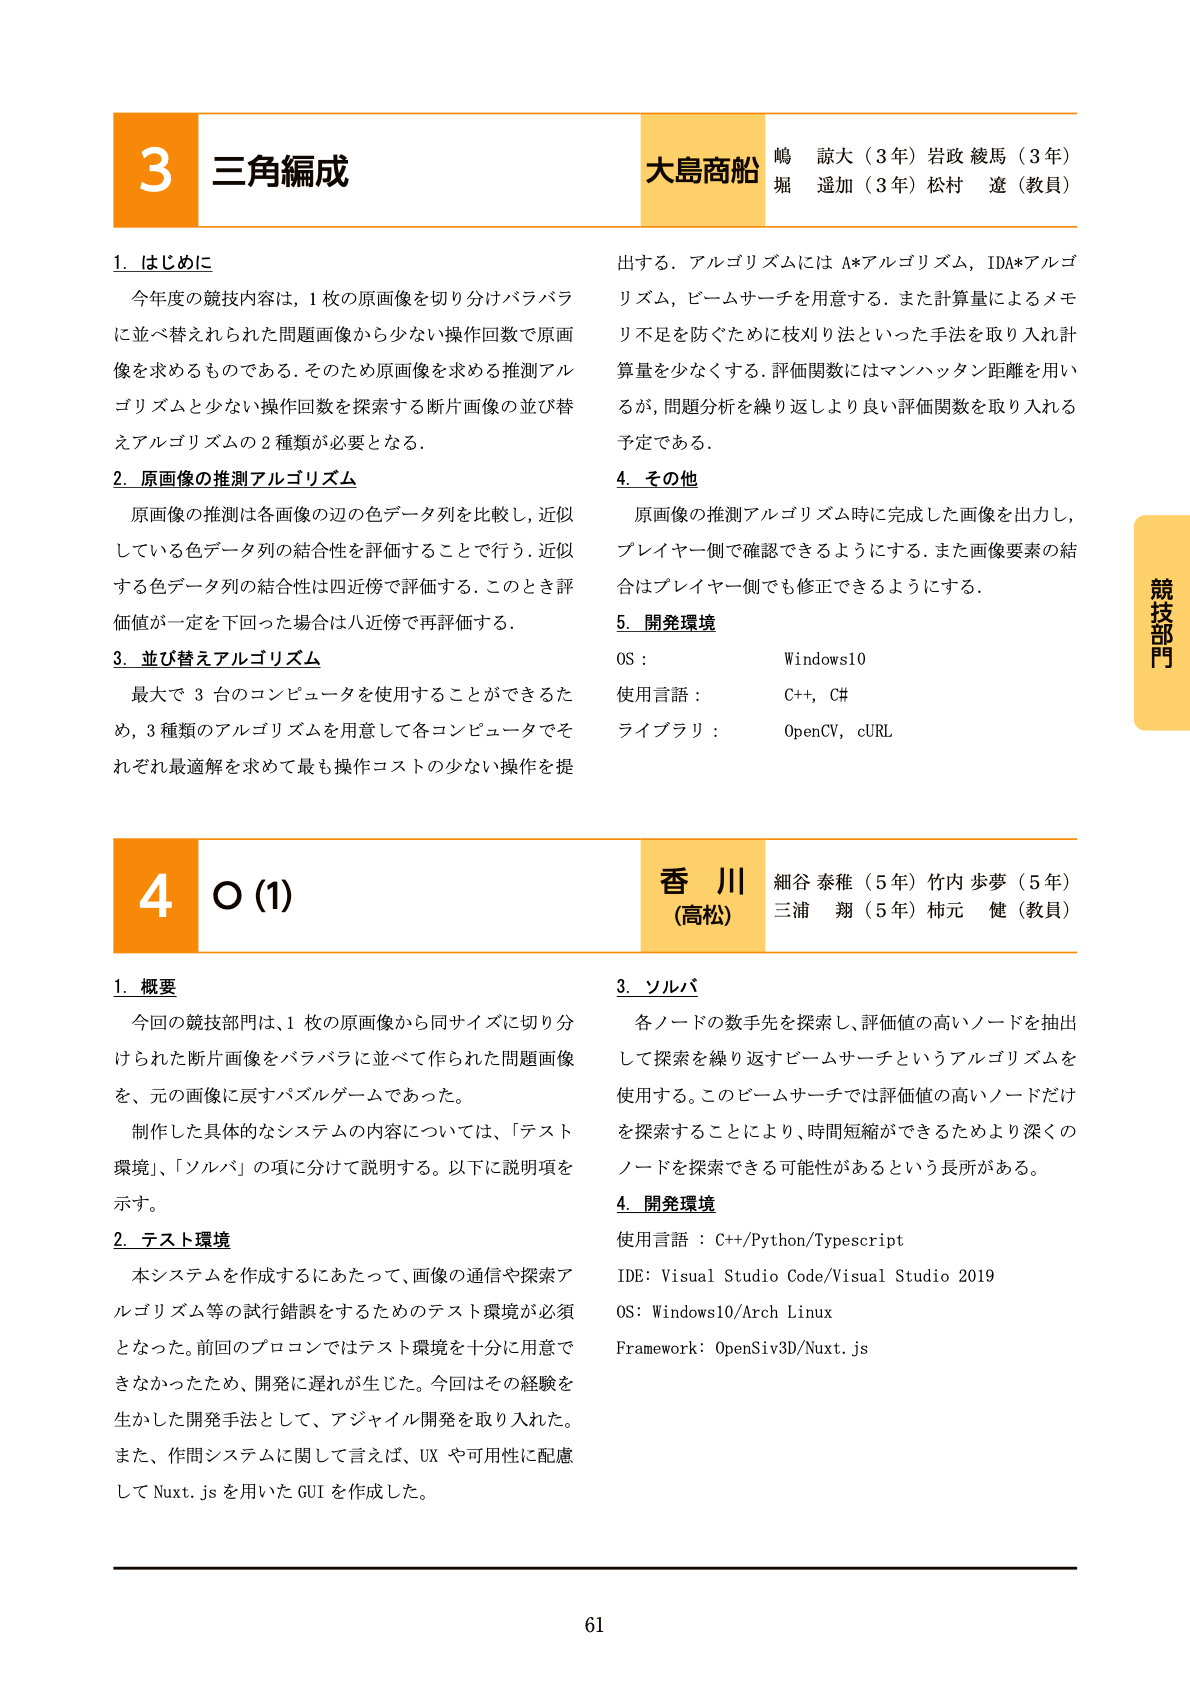 3 三角編成
大島商船
嶋　諒大（3年）岩政 綾馬（3年）
堀　遥加（3年）松村　遼（教員）
1. はじめに
今年度の競技内容は，1枚の原画像を切り分けバラバラ
に並べ替えれられた問題画像から少ない操作回数で原画
像を求めるものである．そのため原画像を求める推測アル
ゴリズムと少ない操作回数を探索する断片画像の並び替
えアルゴリズムの2種類が必要となる．
2. 原画像の推測アルゴリズム
原画像の推測は各画像の辺の色データ列を比較し，近似
している色データ列の結合性を評価することで行う．近似
する色データ列の結合性は四近傍で評価する．このとき評
価値が一定を下回った場合は八近傍で再評価する．
3. 並び替えアルゴリズム
最大で 3 台のコンピュータを使用することができるた
め，3種類のアルゴリズムを用意して各コンピュータでそ
れぞれ最適解を求めて最も操作コストの少ない操作を提
出する．アルゴリズムには A*アルゴリズム，IDA*アルゴ
リズム，ビームサーチを用意する．また計算量によるメモ
リ不足を防ぐために枝刈り法といった手法を取り入れ計
算量を少なくする．評価関数にはマンハッタン距離を用い
るが，問題分析を繰り返しより良い評価関数を取り入れる
予定である．
4. その他
原画像の推測アルゴリズム時に完成した画像を出力し，
プレイヤー側で確認できるようにする．また画像要素の結
合はプレイヤー側でも修正できるようにする．
5. 開発環境
OS： Windows10
使用言語： C++, C#
ライブラリ： OpenCV, cURL
競技部門
4 O (1)
香 川
(高松)
細谷 泰稚（5年）竹内 歩夢（5年）
三浦　翔（5年）柿元　健（教員）
1. 概要
今回の競技部門は、1 枚の原画像から同サイズに切り分
けられた断片画像をバラバラに並べて作られた問題画像
を、元の画像に戻すパズルゲームであった。
制作した具体的なシステムの内容については、「テスト
環境」、「ソルバ」の項に分けて説明する。以下に説明項を
示す。
2. テスト環境
本システムを作成するにあたって、画像の通信や探索ア
ルゴリズム等の試行錯誤をするためのテスト環境が必須
となった。前回のプロコンではテスト環境を十分に用意で
きなかったため、開発に遅れが生じた。今回はその経験を
生かした開発手法として、アジャイル開発を取り入れた。
また、作問システムに関して言えば、UX や可用性に配慮
して Nuxt.js を用いた GUI を作成した。
3. ソルバ
各ノードの数手先を探索し、評価値の高いノードを抽出
して探索を繰り返すビームサーチというアルゴリズムを
使用する。このビームサーチでは評価値の高いノードだけ
を探索することにより、時間短縮ができるためより深くの
ノードを探索できる可能性があるという長所がある。
4. 開発環境
使用言語 ： C++/Python/Typescript
IDE: Visual Studio Code/Visual Studio 2019
OS: Windows10/Arch Linux
Framework: OpenSiv3D/Nuxt.js
61